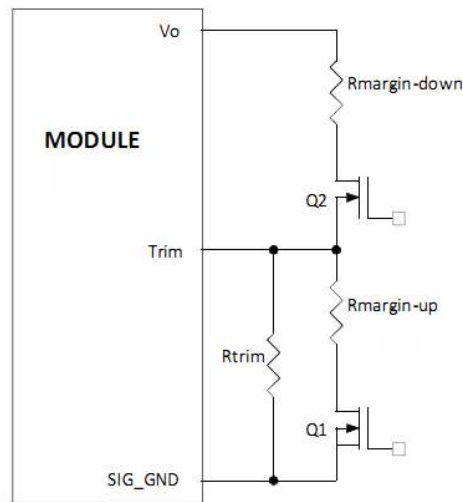 Vo
Rmargin-down
MODULE
Q2
Trim
Rmargin-up
Rtrim
Q1
SIG_GND